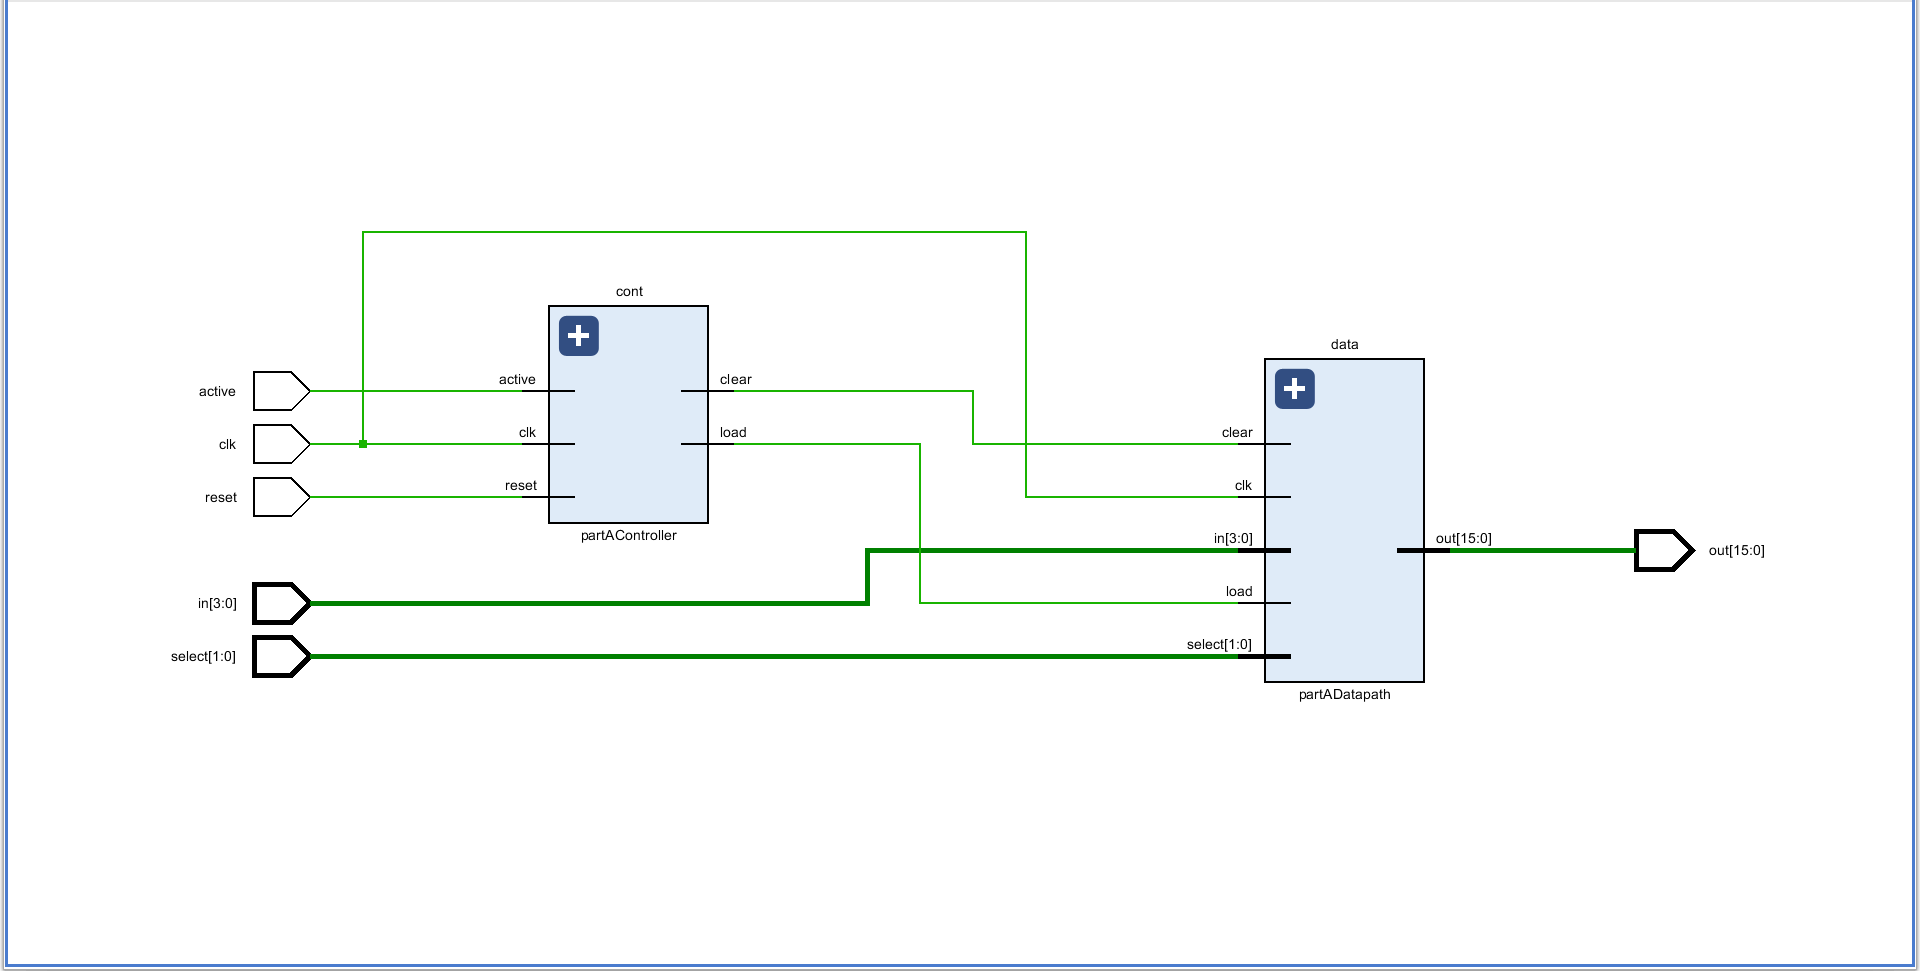 cont
active
clk
reset
in[3:0]
select[1:0]
active
clk
reset
clear
load
partAController
data
clear
clk
in[3:0]
load
select[1:0]
out[15:0]
partADatapath
out[15:0]